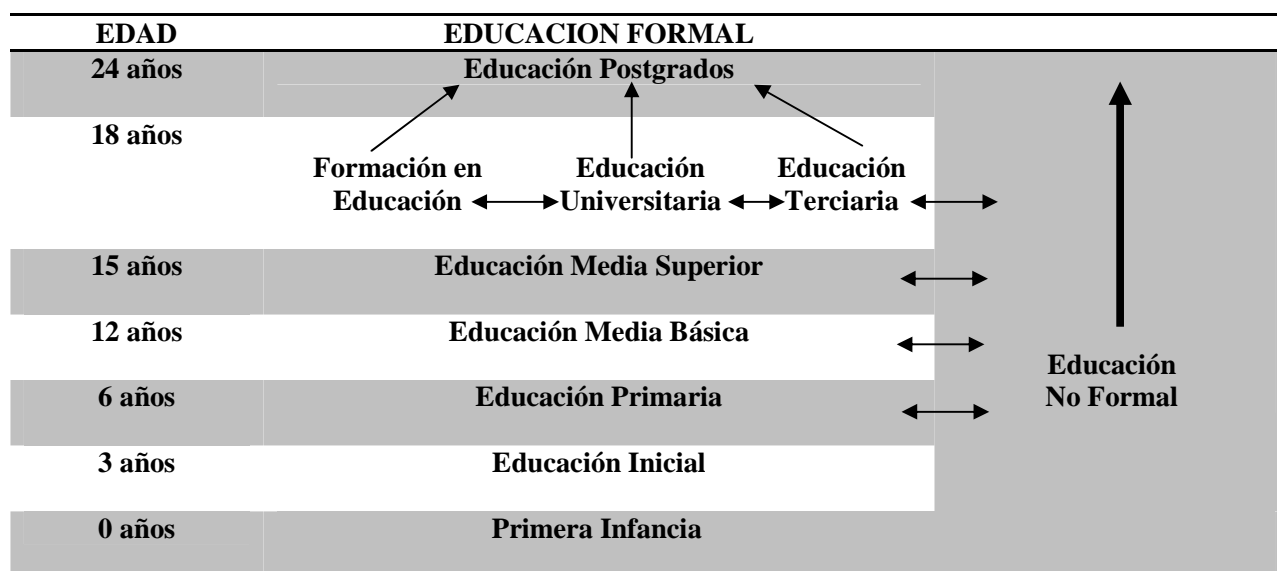 EDAD EDUCACION FORMAL
24 años Educación Postgrados
18 años
Formación en Educación Educación
Educación Universitaria Terciaria
15 años Educación Media Superior
12 años Educación Media Básica
Educación
6 años Educación Primaria No Formal
3 años Educación Inicial
0 años Primera Infancia